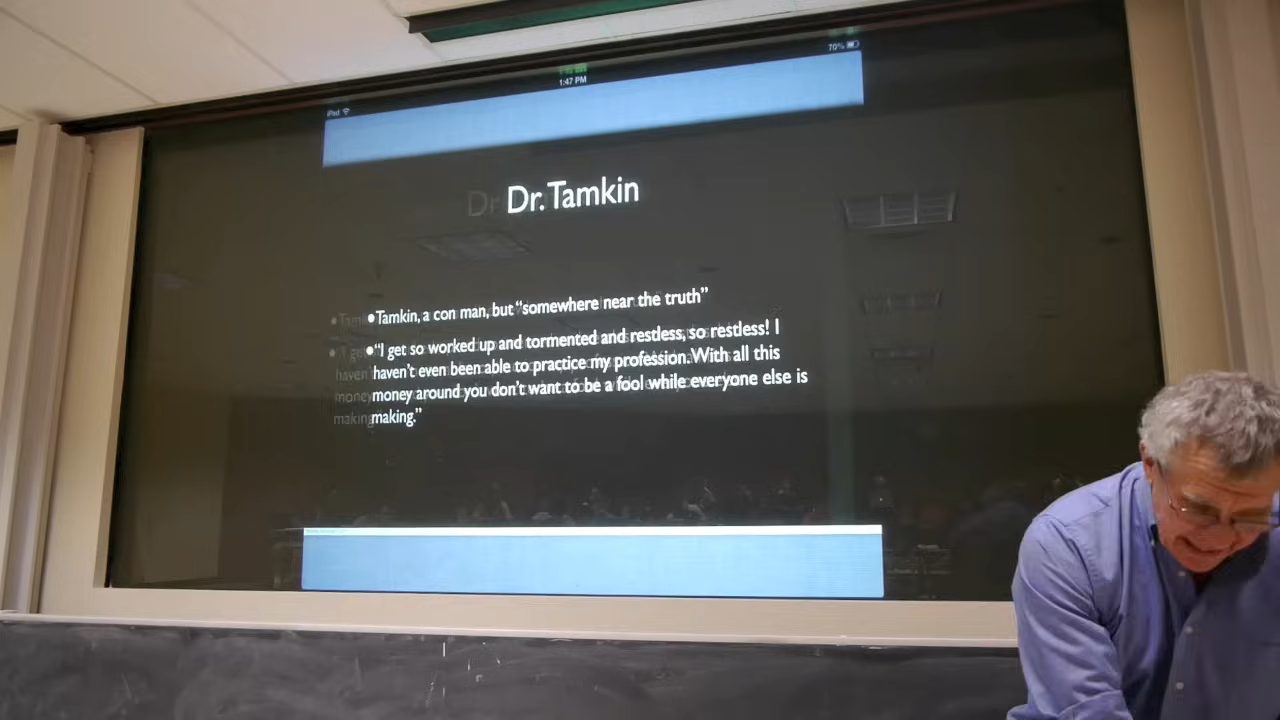 iPad
1:47 PM
70%
Dr. Tamkin
•Tamkin, a con man, but “somewhere near the truth”
•“I get so worked up and tormented and restless, so restless! I
haven’t even been able to practice my profession. With all this
money around you don’t want to be a fool while everyone else is
making.”